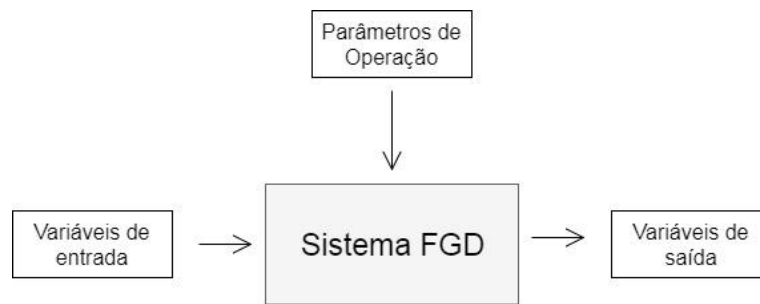 Parâmetros de
Operação
Variáveis de
entrada
Sistema FGD
Variáveis de
saída